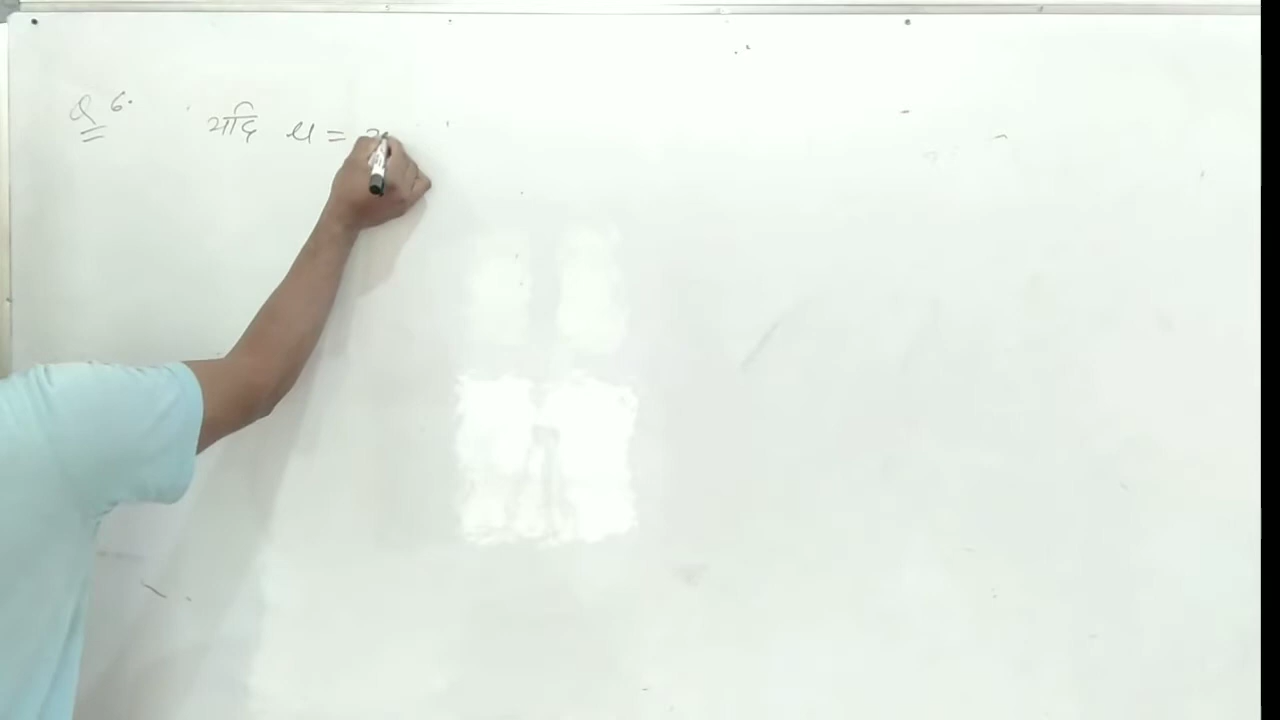 Q 6. यदि u =